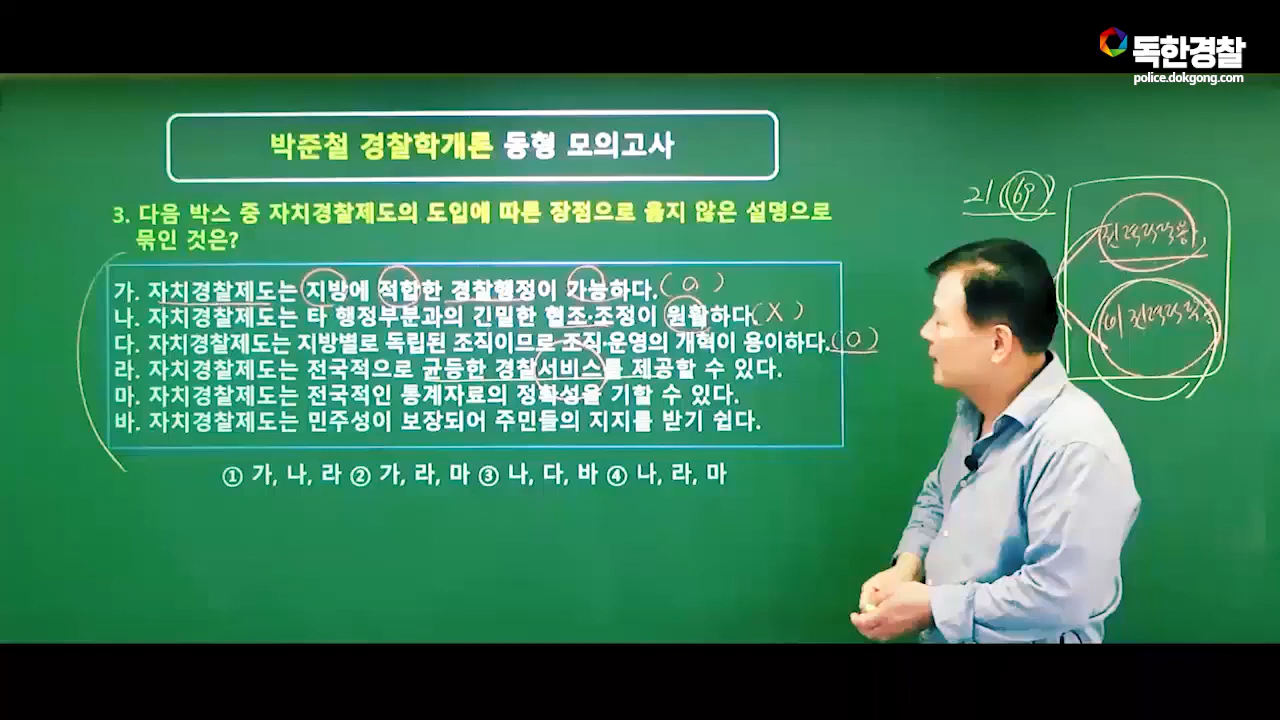 독한경찰
police.dokgong.com
박준철 경찰학개론 동형 모의고사
3. 다음 박스 중 자치경찰제도의 도입에 따른 장점으로 옳지 않은 설명으로
묶인 것은?
가. 자치경찰제도는 지방에 적합한 경찰행정이 가능하다. (O)
나. 자치경찰제도는 타 행정부분과의 긴밀한 협조·조정이 원활하다 (X)
다. 자치경찰제도는 지방별로 독립된 조직이므로 조직·운영의 개혁이 용이하다. (O)
라. 자치경찰제도는 전국적으로 균등한 경찰서비스를 제공할 수 있다.
마. 자치경찰제도는 전국적인 통계자료의 정확성을 기할 수 있다.
바. 자치경찰제도는 민주성이 보장되어 주민들의 지지를 받기 쉽다.
① 가, 나, 라 ② 가, 라, 마 ③ 나, 다, 바 ④ 나, 라, 마
21 (69)